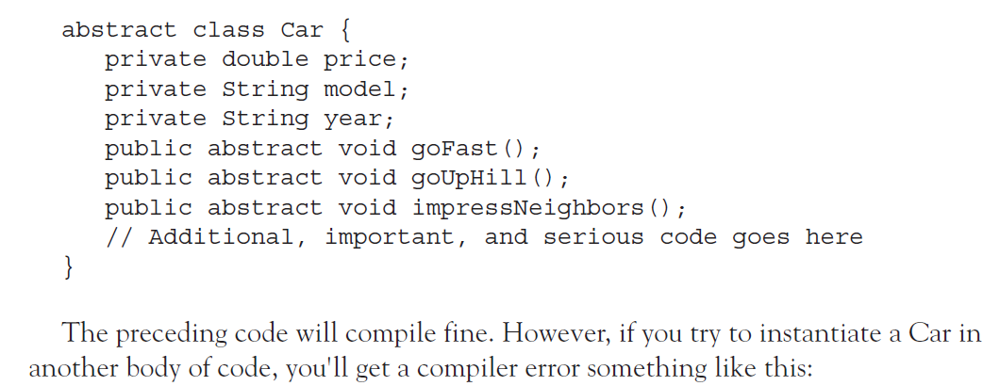 abstract class Car {
private double price;
private String model;
private String year;
public abstract void goFast();
public abstract void goUpHill();
public abstract void impressNeighbors();
// Additional, important, and serious code goes here
}
The preceding code will compile fine. However, if you try to instantiate a Car in
another body of code, you'll get a compiler error something like this: